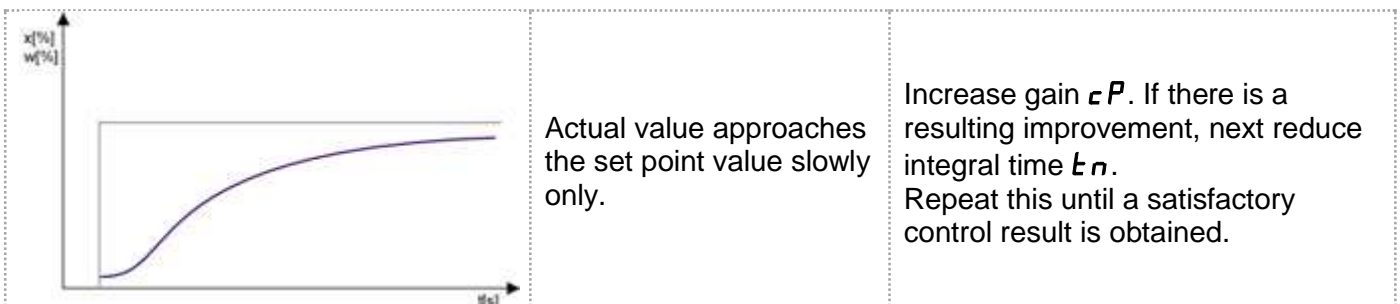 x[%]
w[%]
t[s]
Actual value approaches
the set point value slowly
only.
Increase gain cP. If there is a
resulting improvement, next reduce
integral time tn.
Repeat this until a satisfactory
control result is obtained.